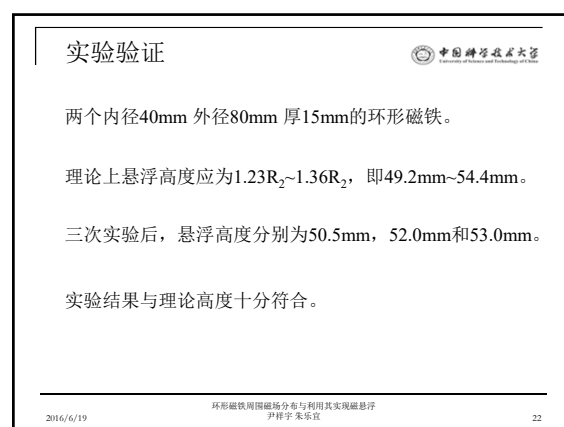 实验验证
中国科学技术大学
University of Science and Technology of China
两个内径40mm 外径80mm 厚15mm的环形磁铁。
理论上悬浮高度应为1.23R₂~1.36R₂，即49.2mm~54.4mm。
三次实验后，悬浮高度分别为50.5mm，52.0mm和53.0mm。
实验结果与理论高度十分符合。
2016/6/19
环形磁铁周围磁场分布与利用其实现磁悬浮
尹祥宇 朱乐宜
22